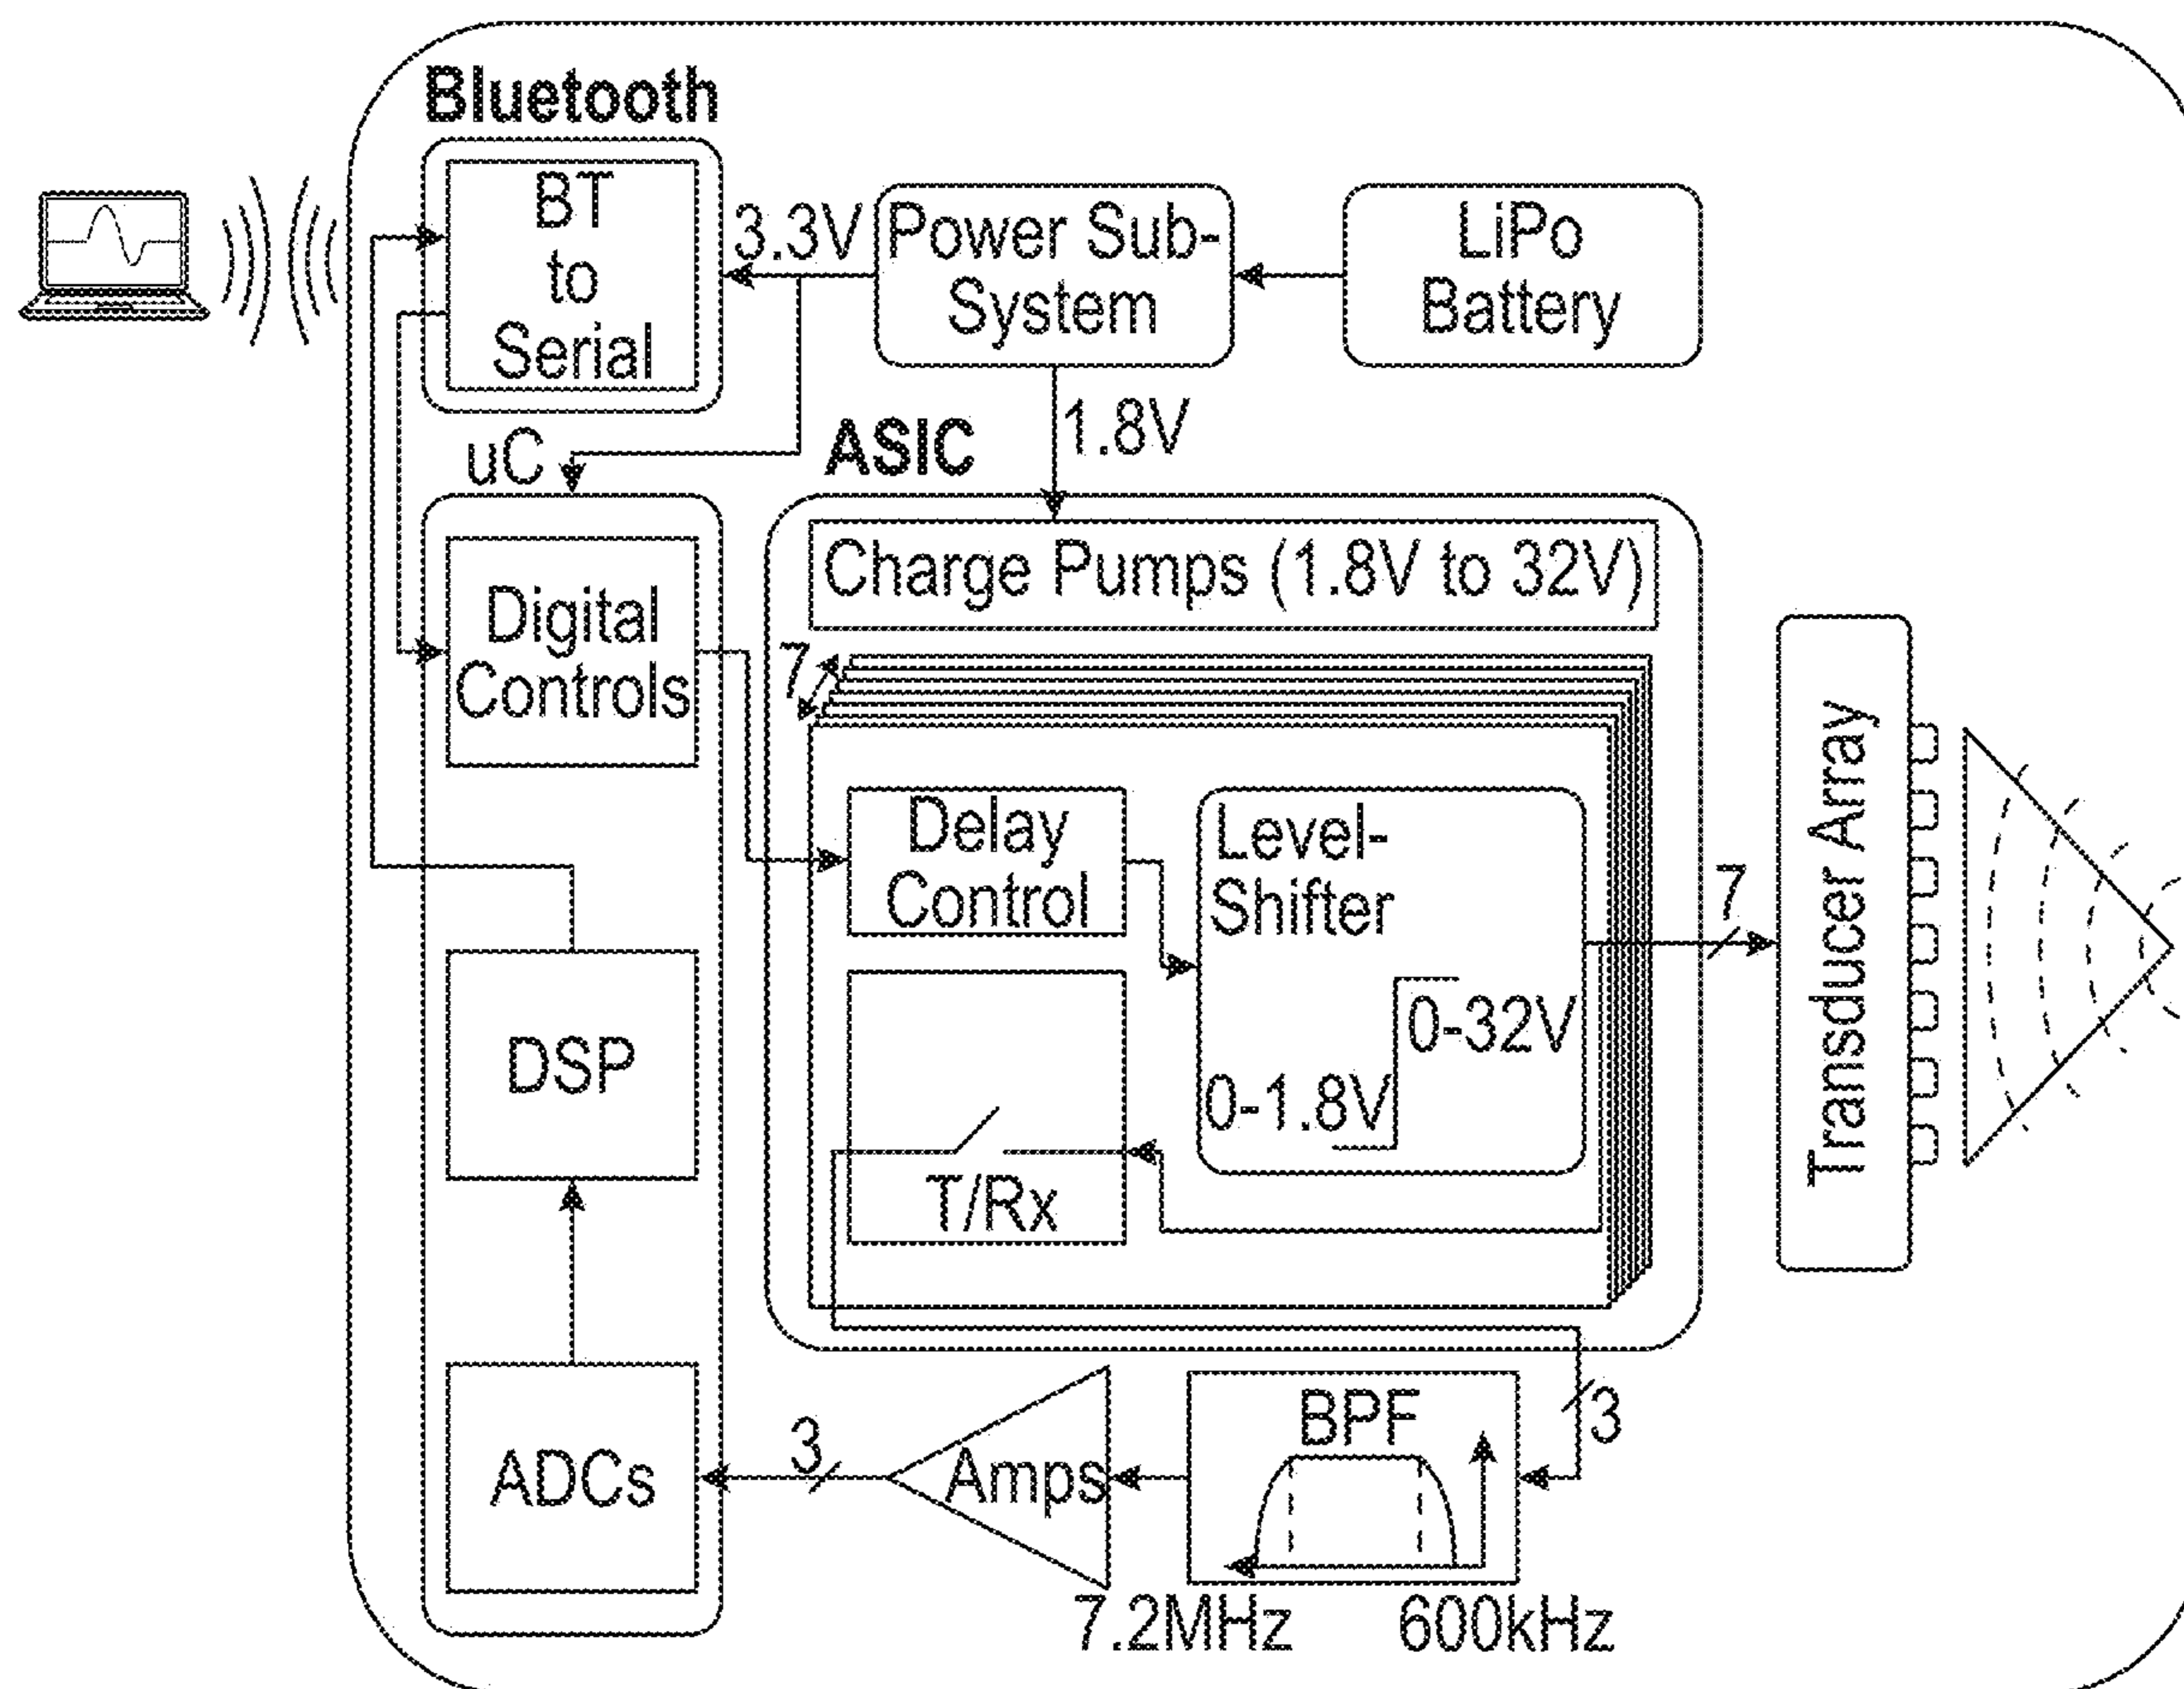 Bluetooth
BT
to
Serial
3.3V
Power Sub-
System
LiPo
Battery
1.8V
uC
ASIC
Charge Pumps (1.8V to 32V)
Digital
Controls
7
Delay
Control
Level-
Shifter
0-32V
0-1.8V
7
Transducer Array
DSP
T/Rx
ADCs
3
Amps
BPF
3
7.2MHz
600kHz